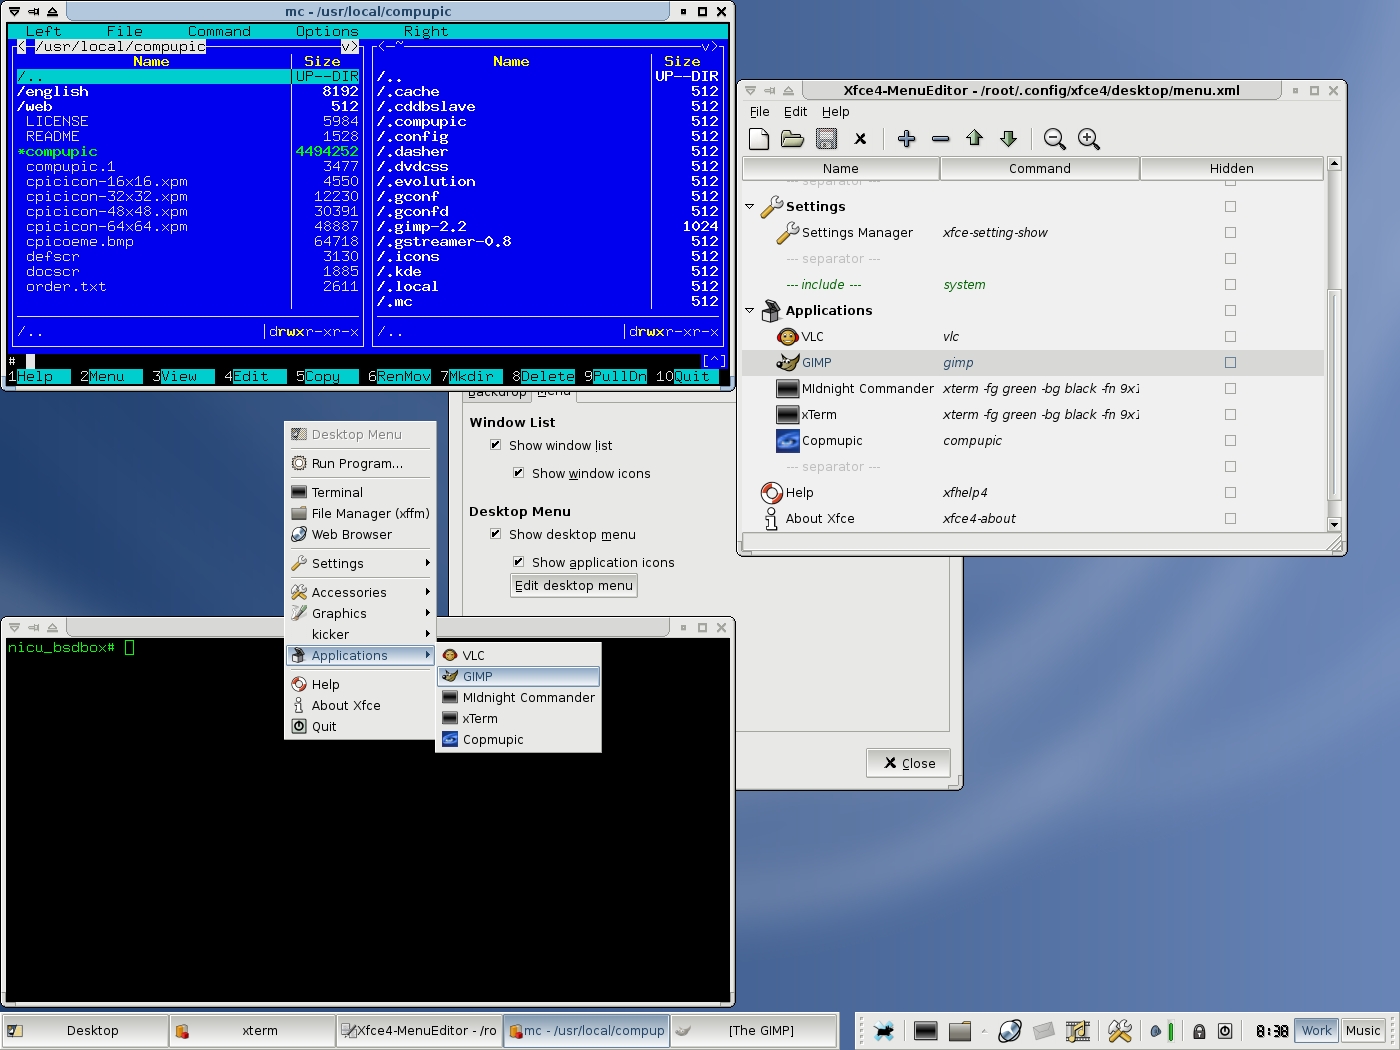 mc - /usr/local/compupic
Left File Command Options Right
<-/usr/local/compupic v>
Name Size
/.. UP--DIR
/english 8192
/web 512
LICENSE 5984
README 1528
*compupic 4494252
compupic.1 3477
cpicicon-16x16.xpm 4550
cpicicon-32x32.xpm 12230
cpicicon-48x48.xpm 30391
cpicicon-64x64.xpm 48887
cpicoeme.bmp 64718
defscr 3130
docscr 1885
order.txt 2611
/.. drwxr-xr-x
<-~ v>
Name Size
/.. UP--DIR
/.cache 512
/.cddbslave 512
/.compupic 512
/.config 512
/.dasher 512
/.dvdcss 512
/.evolution 512
/.gconf 512
/.gconfd 512
/.gimp-2.2 1024
/.gstreamer-0.8 512
/.icons 512
/.kde 512
/.local 512
/.mc 512
/.. drwxr-xr-x
# [^]
1Help 2Menu 3View 4Edit 5Copy 6RenMov 7Mkdir 8Delete 9PullDn 10Quit
Xfce4-MenuEditor - /root/.config/xfce4/desktop/menu.xml
File Edit Help
Name Command Hidden
--- separator ---
Settings
Settings Manager xfce-setting-show
--- separator ---
--- include --- system
Applications
VLC vlc
GIMP gimp
MIdnight Commander xterm -fg green -bg black -fn 9x1
xTerm xterm -fg green -bg black -fn 9x1
Copmupic compupic
--- separator ---
Help xfhelp4
About Xfce xfce4-about
Backdrop Menu
Window List
Show window list
Show window icons
Desktop Menu
Show desktop menu
Show application icons
Edit desktop menu
Close
Desktop Menu
Run Program...
Terminal
File Manager (xffm)
Web Browser
Settings
Accessories
Graphics
kicker
Applications
Help
About Xfce
Quit
VLC
GIMP
MIdnight Commander
xTerm
Copmupic
nicu_bsdbox#
Desktop xterm Xfce4-MenuEditor - /ro mc - /usr/local/compup [The GIMP] 8:38 Work Music